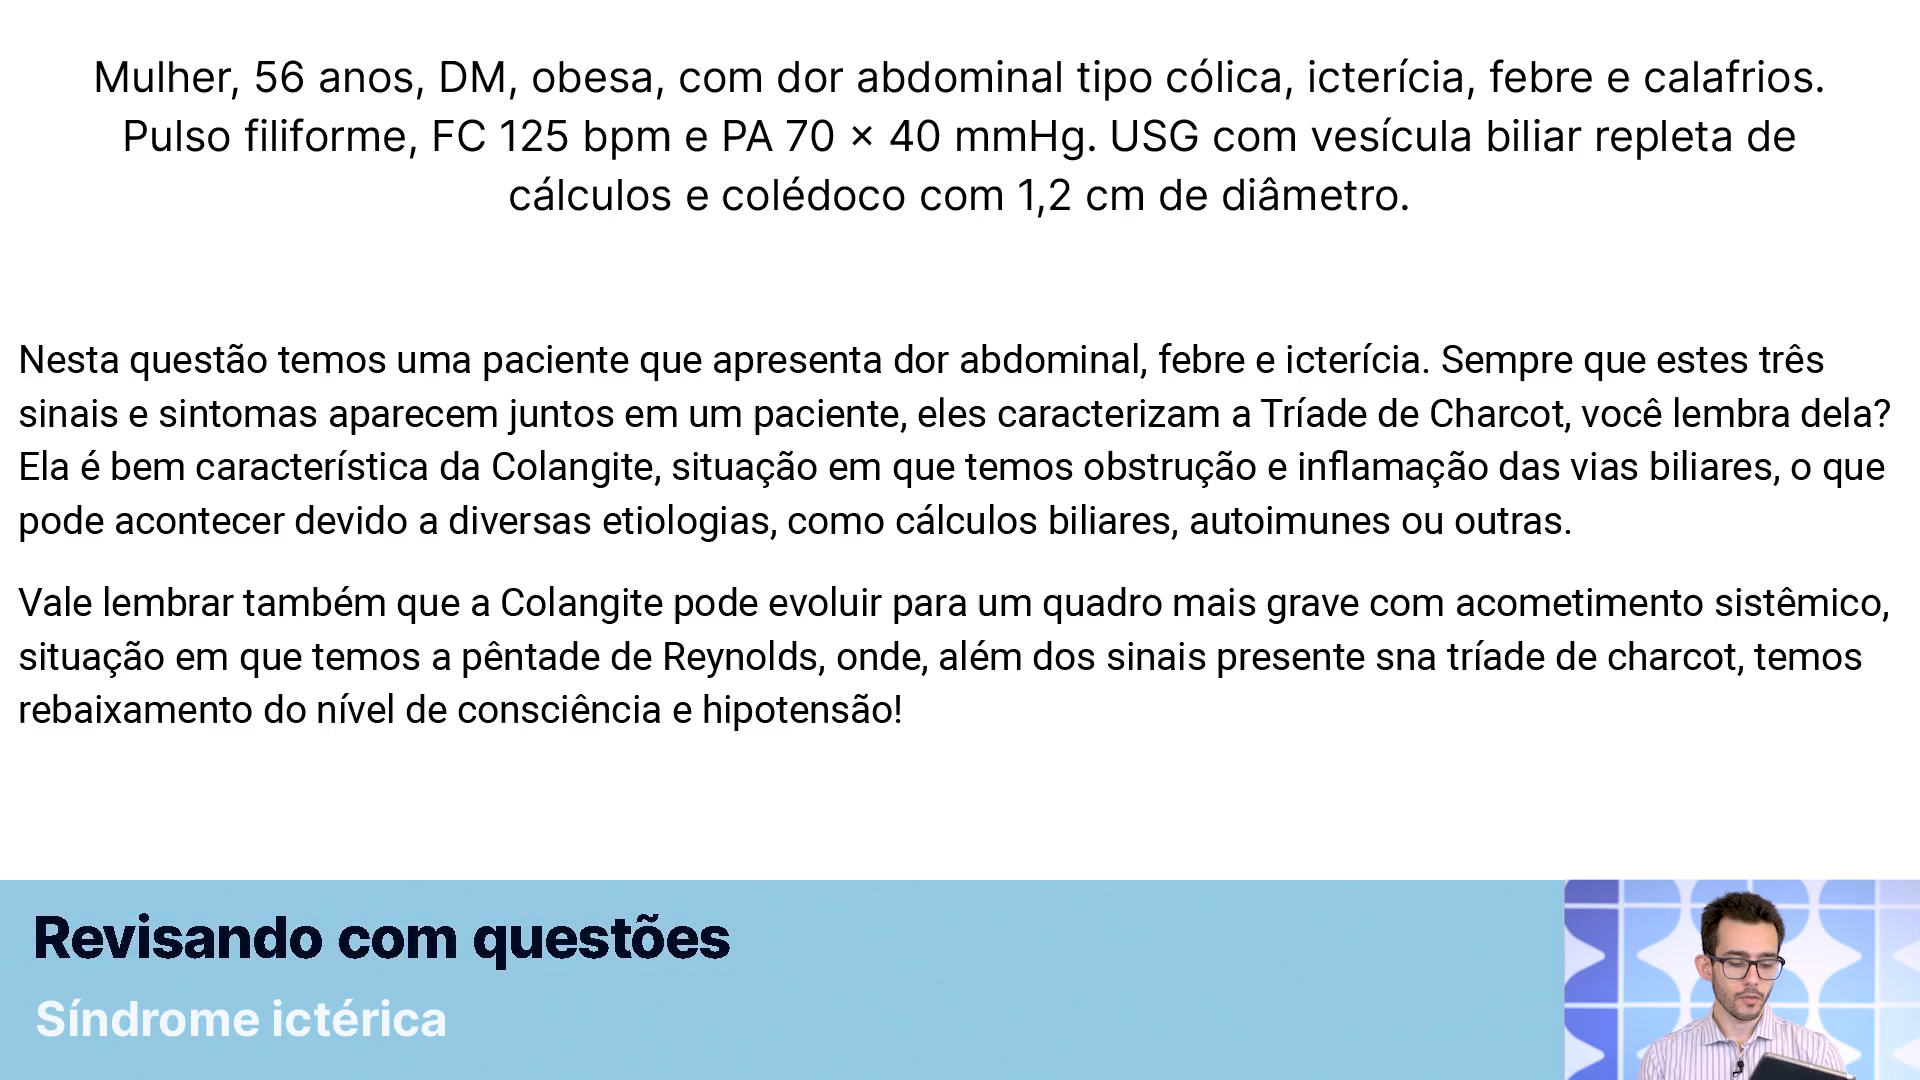 Mulher, 56 anos, DM, obesa, com dor abdominal tipo cólica, icterícia, febre e calafrios.
Pulso filiforme, FC 125 bpm e PA 70 × 40 mmHg. USG com vesícula biliar repleta de
cálculos e colédoco com 1,2 cm de diâmetro.
Nesta questão temos uma paciente que apresenta dor abdominal, febre e icterícia. Sempre que estes três
sinais e sintomas aparecem juntos em um paciente, eles caracterizam a Tríade de Charcot, você lembra dela?
Ela é bem característica da Colangite, situação em que temos obstrução e inflamação das vias biliares, o que
pode acontecer devido a diversas etiologias, como cálculos biliares, autoimunes ou outras.
Vale lembrar também que a Colangite pode evoluir para um quadro mais grave com acometimento sistêmico,
situação em que temos a pêntade de Reynolds, onde, além dos sinais presente sna tríade de charcot, temos
rebaixamento do nível de consciência e hipotensão!
Revisando com questões
Síndrome ictérica